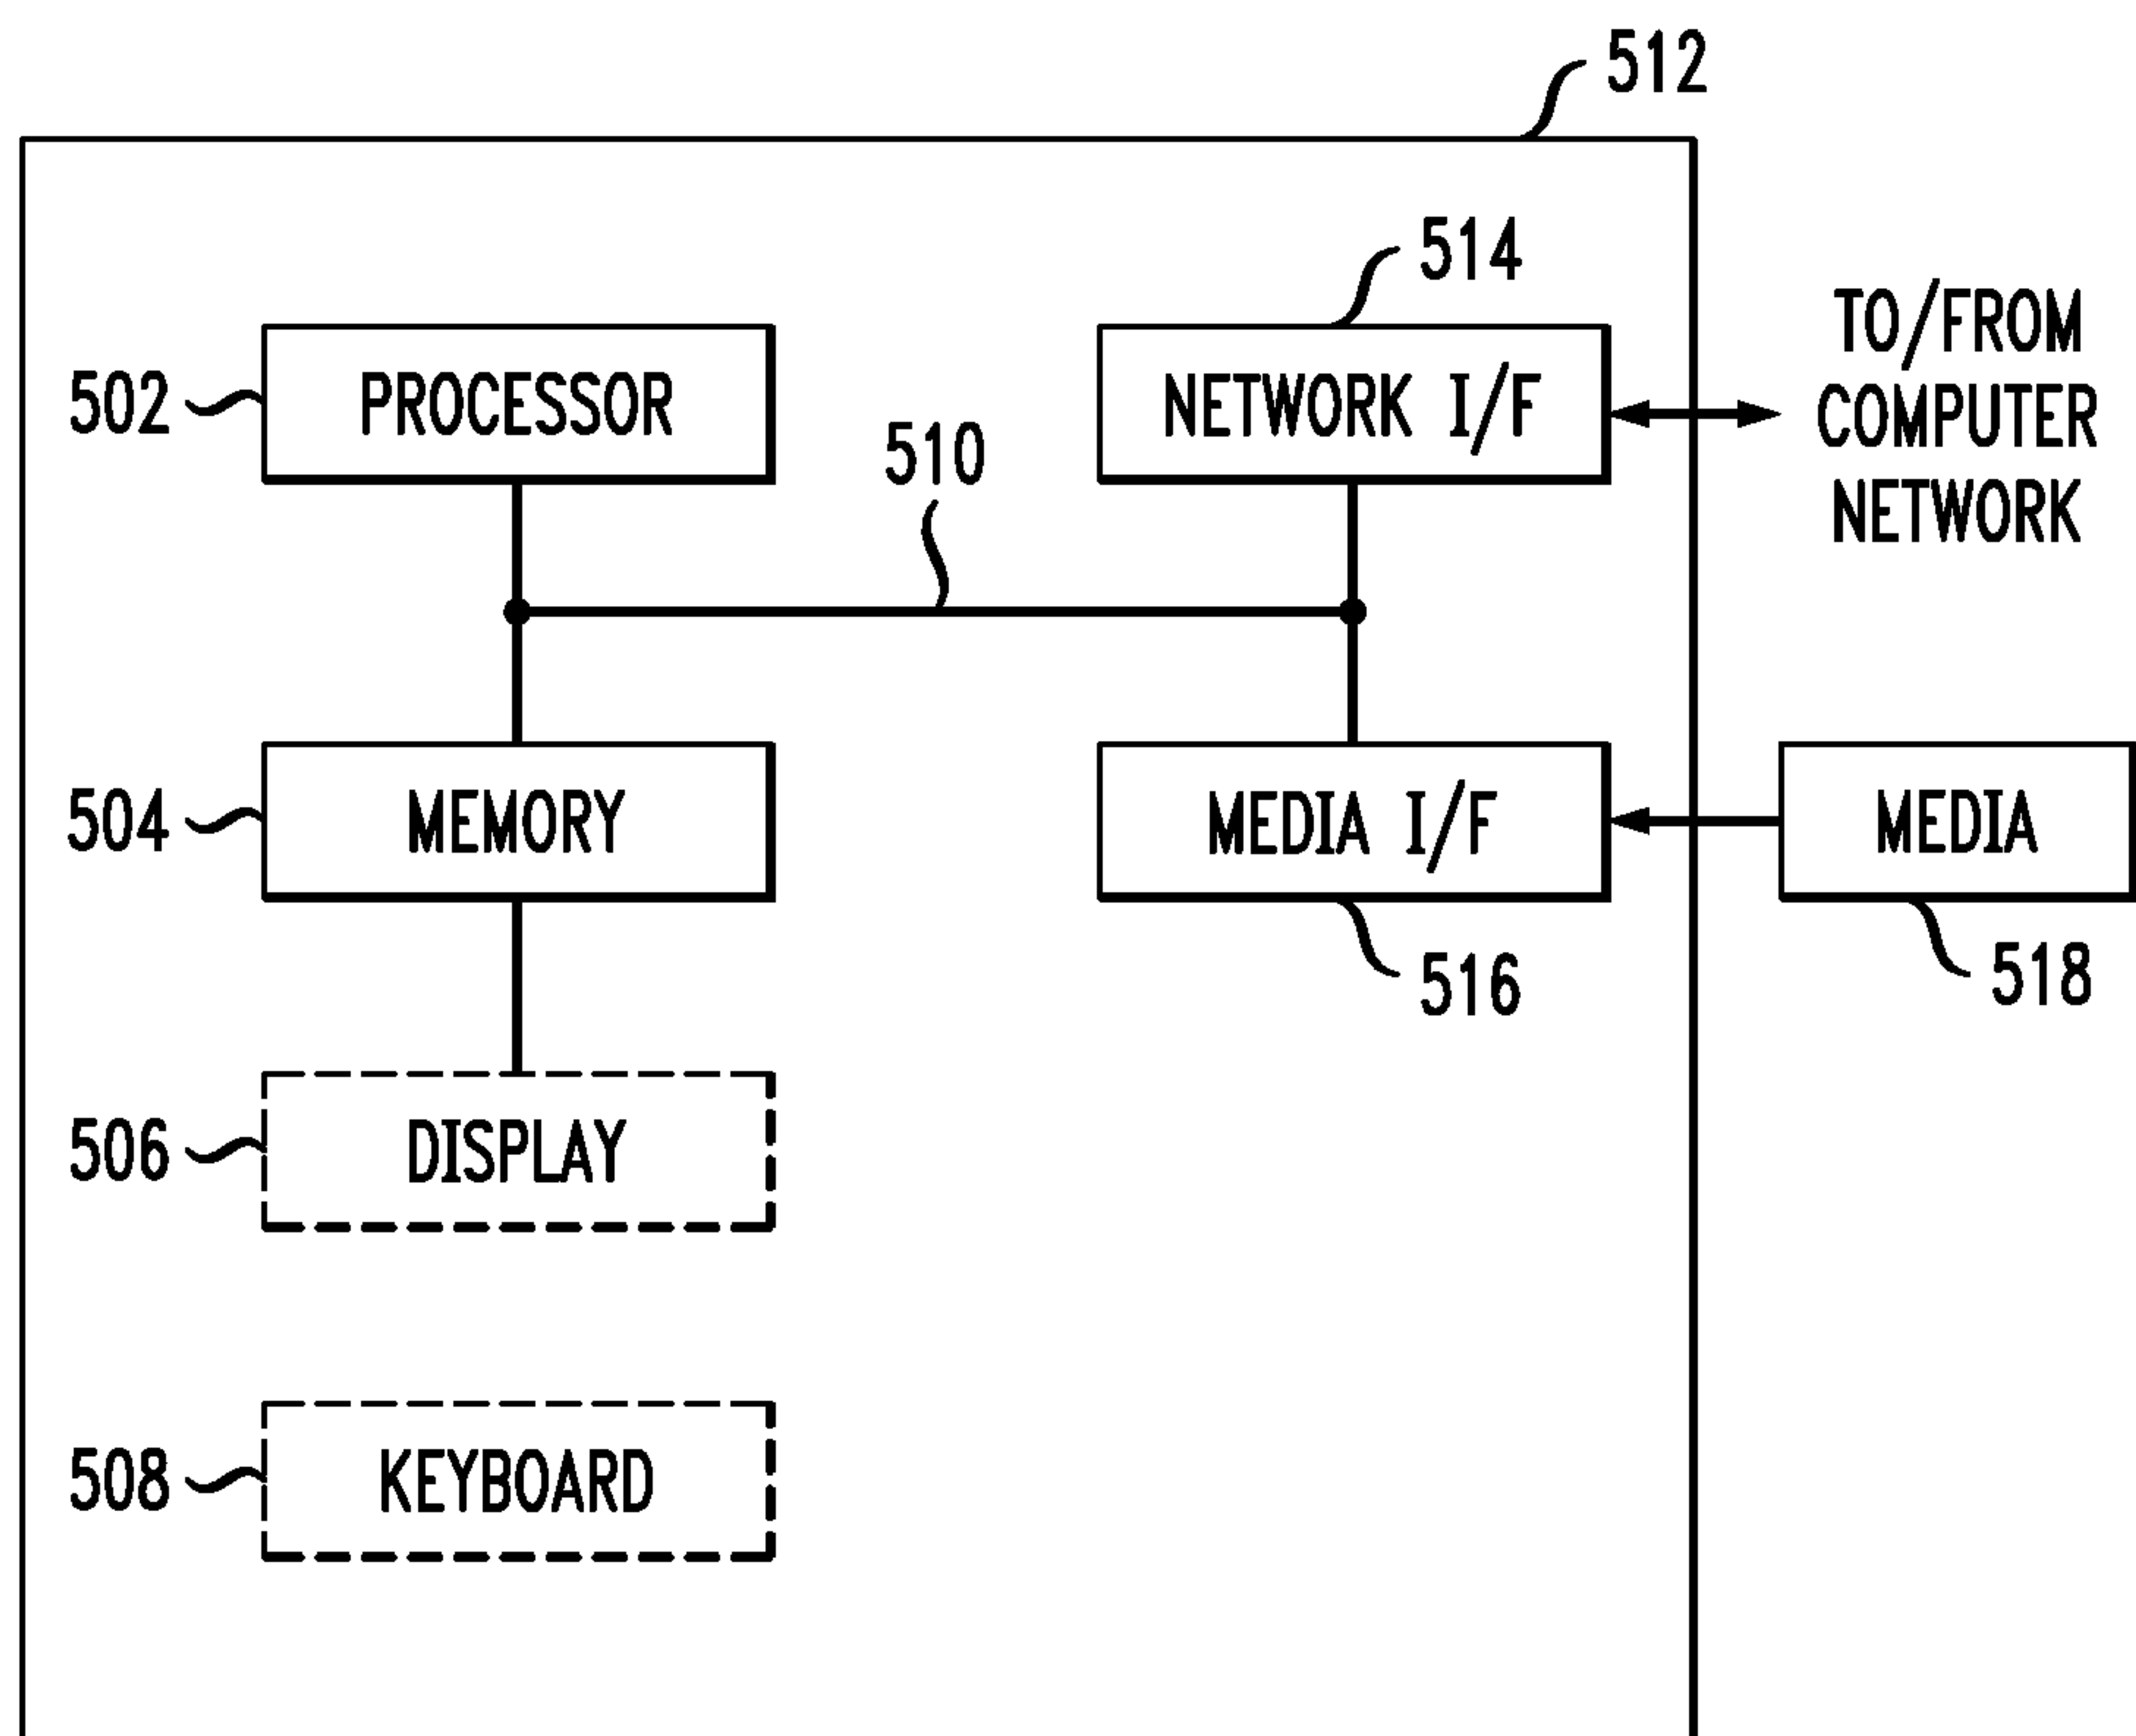 512
514
TO/FROM
COMPUTER
NETWORK
502
PROCESSOR
NETWORK I/F
510
504
MEMORY
MEDIA I/F
MEDIA
516
518
506
DISPLAY
508
KEYBOARD